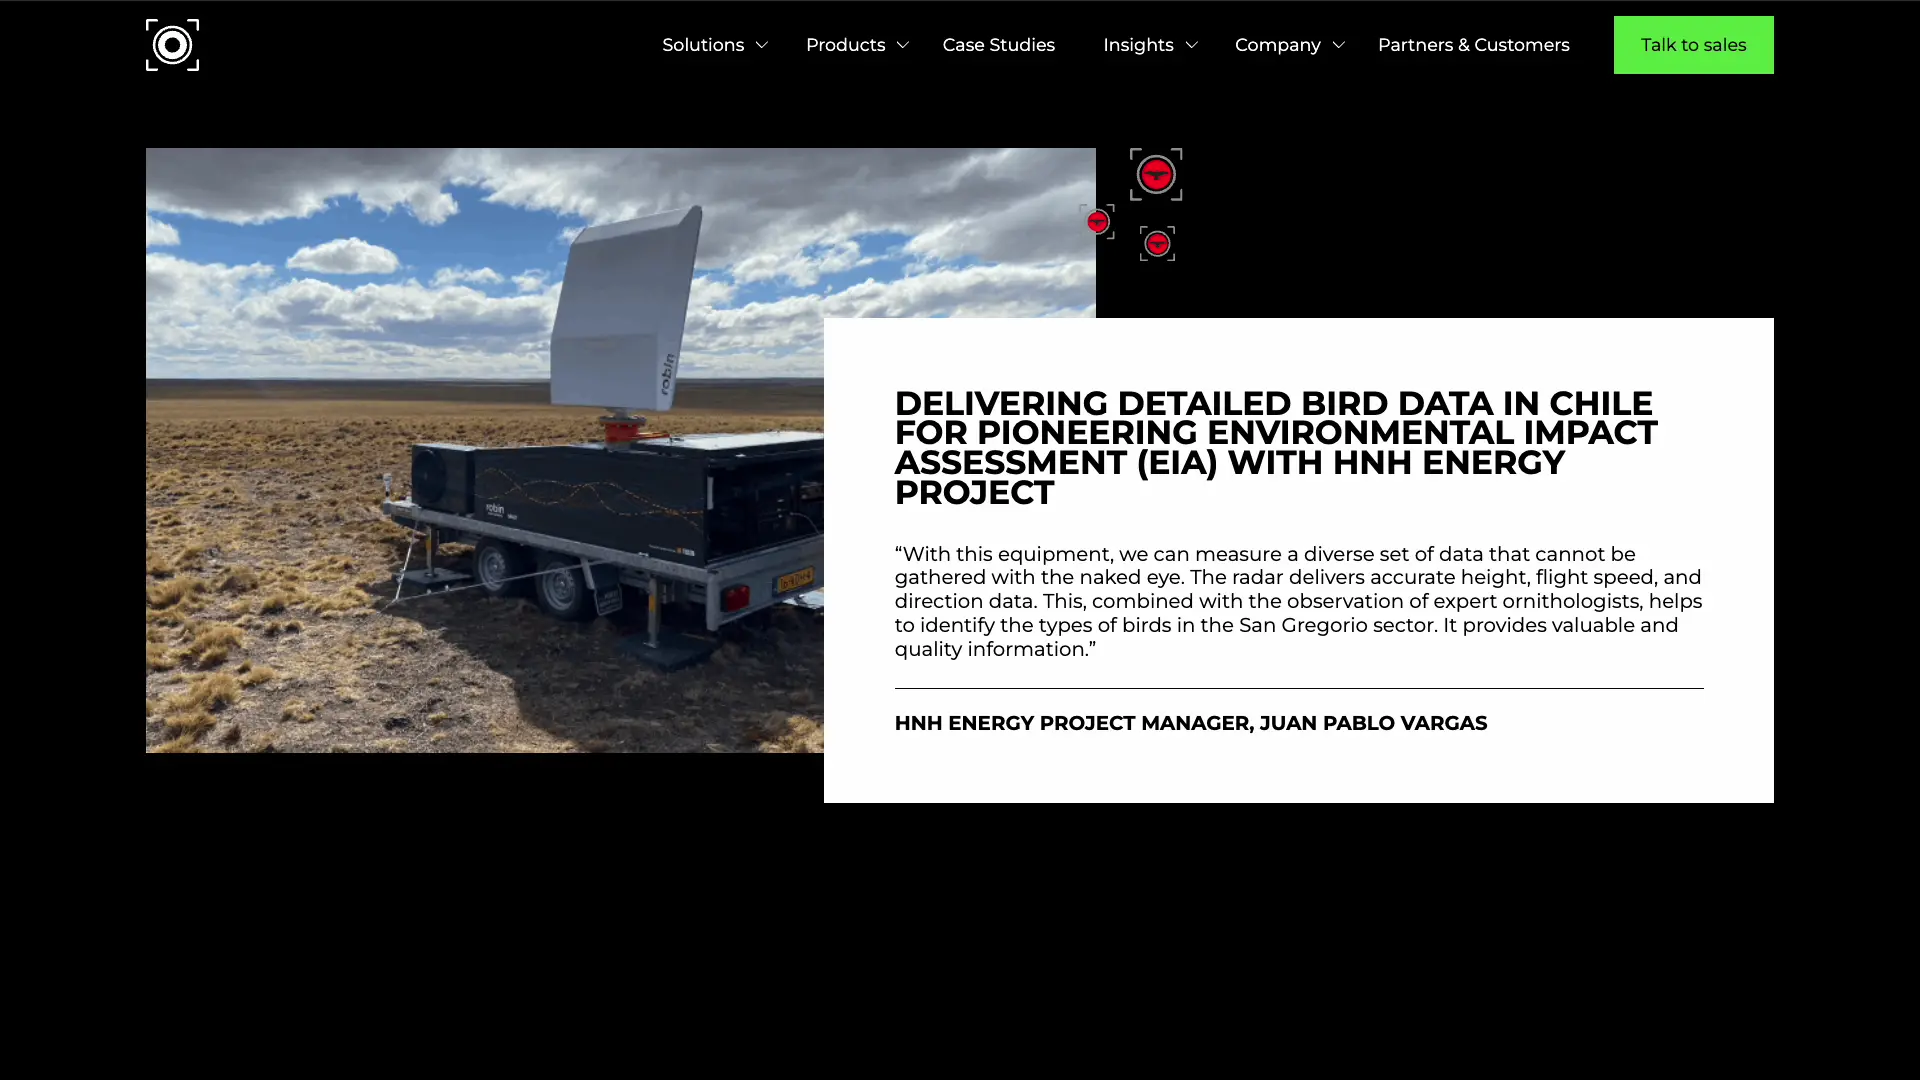 Solutions
Products
Case Studies
Insights
Company
Partners & Customers
Talk to sales
robin
robin
DELIVERING DETAILED BIRD DATA IN CHILE
FOR PIONEERING ENVIRONMENTAL IMPACT
ASSESSMENT (EIA) WITH HNH ENERGY
PROJECT
“With this equipment, we can measure a diverse set of data that cannot be
gathered with the naked eye. The radar delivers accurate height, flight speed, and
direction data. This, combined with the observation of expert ornithologists, helps
to identify the types of birds in the San Gregorio sector. It provides valuable and
quality information.”
HNH ENERGY PROJECT MANAGER, JUAN PABLO VARGAS